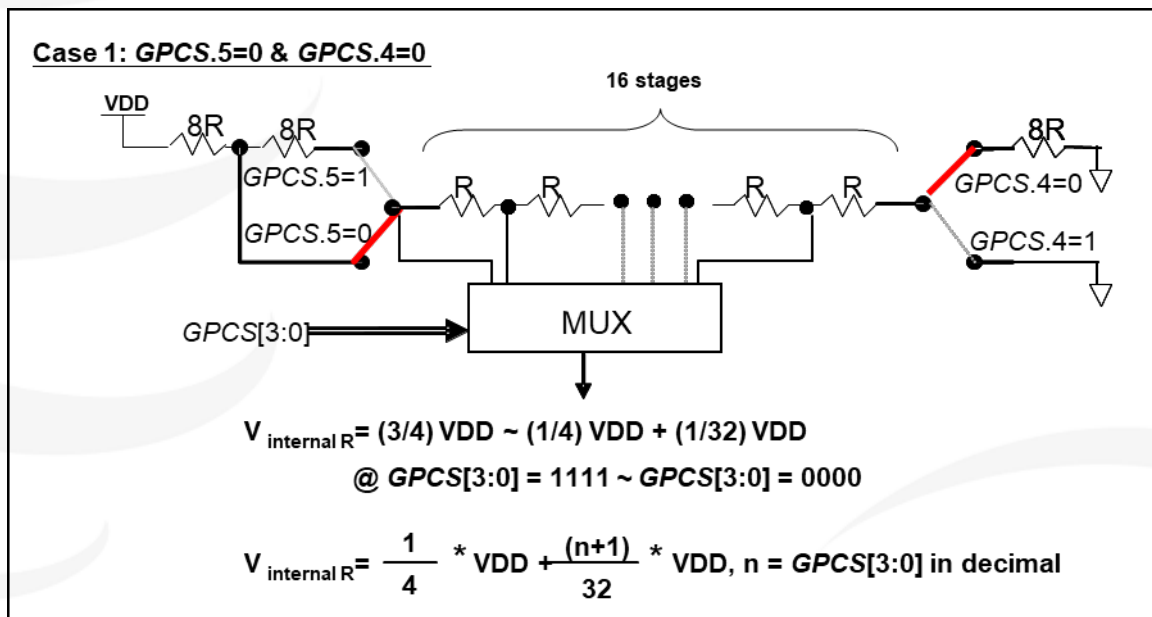 Case 1: GPCS.5=0 & GPCS.4=0
16 stages
VDD
8R
8R
8R
GPCS.5=1
R
R
R
R
GPCS.4=0
GPCS.5=0
GPCS.4=1
MUX
GPCS[3:0]
V internal R = (3/4) VDD ~ (1/4) VDD + (1/32) VDD
@ GPCS[3:0] = 1111 ~ GPCS[3:0] = 0000
V internal R = 1/4 * VDD + (n+1)/32 * VDD, n = GPCS[3:0] in decimal